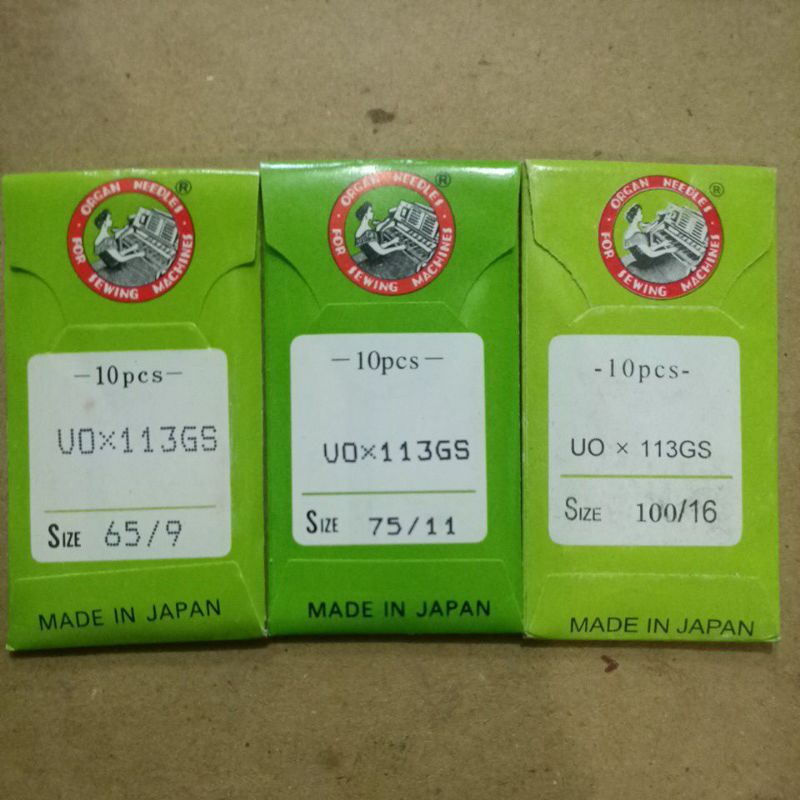 ORGAN NEEDLES ®
FOR SEWING MACHINES
-10pcs-
UO×113GS
SIZE 65/9
MADE IN JAPAN
ORGAN NEEDLES ®
FOR SEWING MACHINES
-10pcs-
UO×113GS
SIZE 75/11
MADE IN JAPAN
ORGAN NEEDLES ®
FOR SEWING MACHINES
-10pcs-
UO × 113GS
SIZE 100/16
MADE IN JAPAN